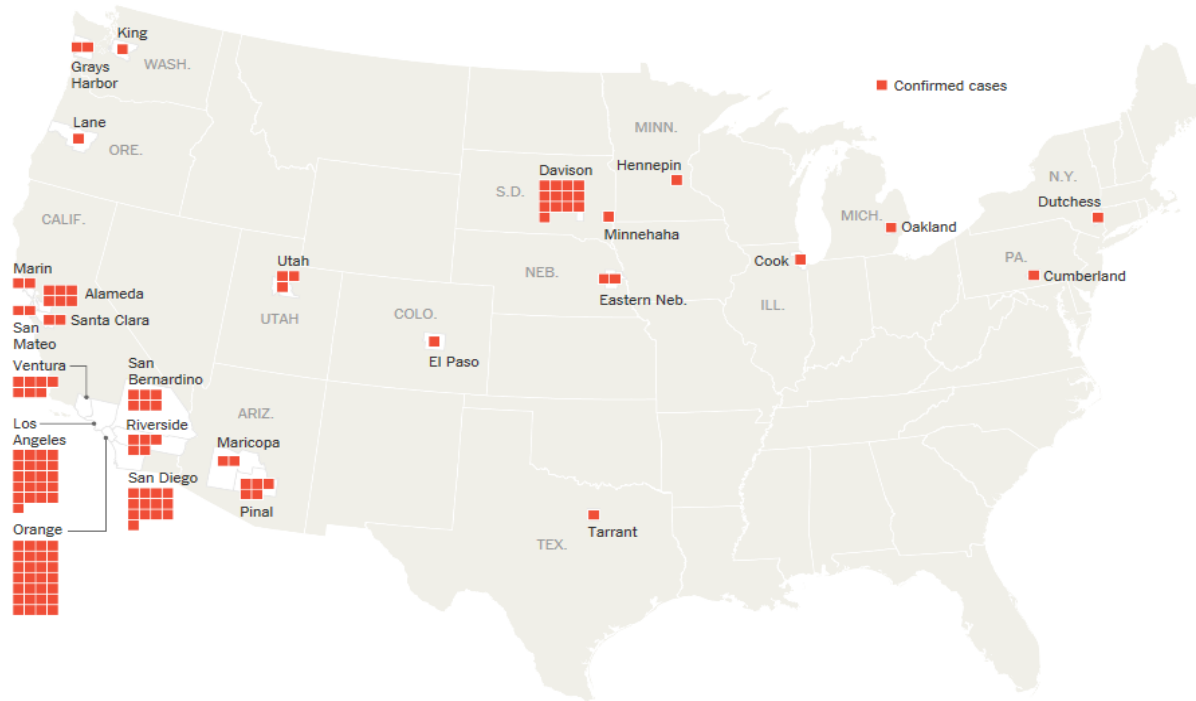 King
Grays
Harbor
WASH.
Confirmed cases
Lane
ORE.
MINN.
Hennepin
Davison
S.D.
Minnehaha
N.Y.
Dutchess
MICH.
Oakland
CALIF.
Marin
Alameda
San
Mateo
Santa Clara
Utah
UTAH
NEB.
Eastern Neb.
Cook
ILL.
PA.
Cumberland
COLO.
El Paso
Ventura
San
Bernardino
Los
Angeles
Riverside
ARIZ.
Maricopa
San Diego
Pinal
Orange
Tarrant
TEX.